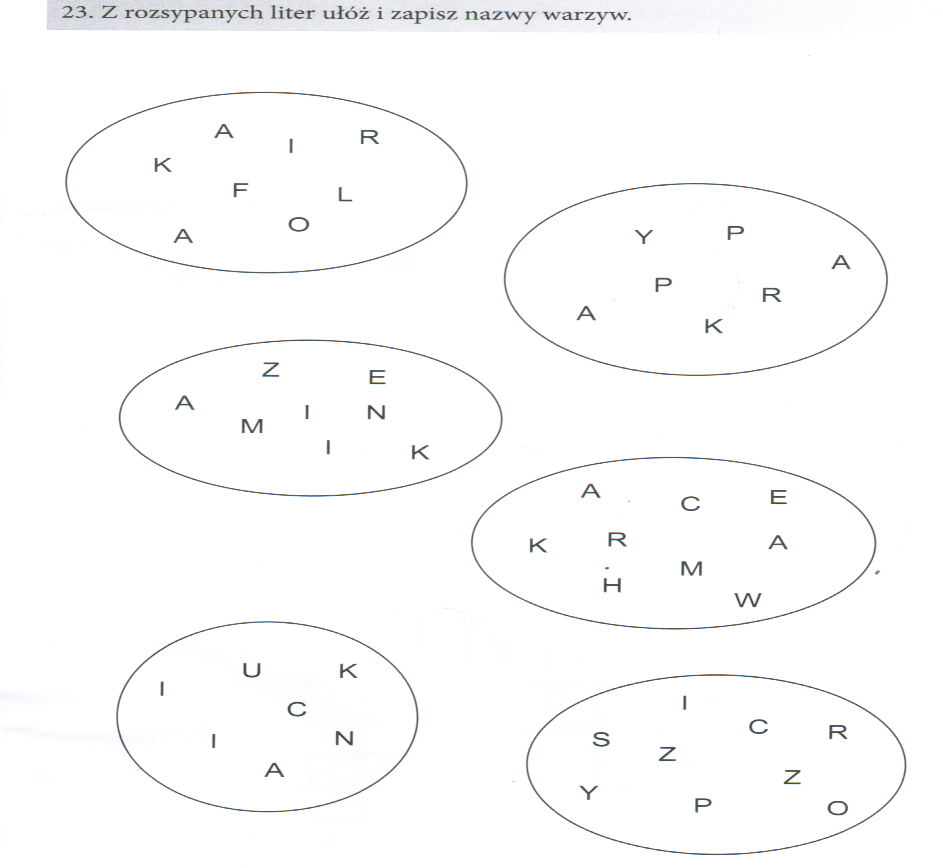 23. Z rozsypanych liter ułóż i zapisz nazwy warzyw.
A I R
K
F L
A O
Y P
A
P R
A K
Z E
A I N
M
I K
A C E
K R A
M
H W
U K
I
C
I N
A
I
S C R
Z
Z
Y P O